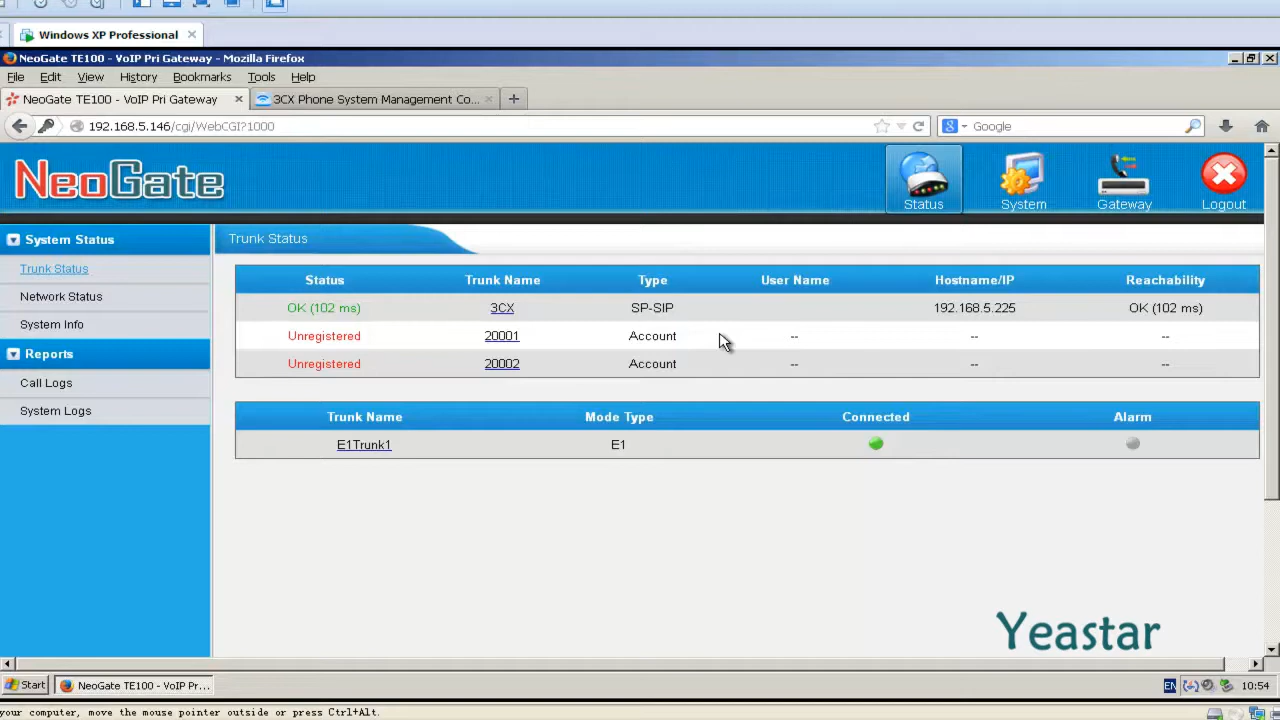 Windows XP Professional
NeoGate TE100 - VoIP Pri Gateway - Mozilla Firefox
File Edit View History Bookmarks Tools Help
NeoGate TE100 - VoIP Pri Gateway
3CX Phone System Management Co...
192.168.5.146/cgi/WebCGI?1000
Google
NeoGate
Status
System
Gateway
Logout
System Status
Trunk Status
Network Status
System Info
Reports
Call Logs
System Logs
Trunk Status
Status Trunk Name Type User Name Hostname/IP Reachability
OK (102 ms) 3CX SP-SIP 192.168.5.225 OK (102 ms)
Unregistered 20001 Account -- -- --
Unregistered 20002 Account -- -- --
Trunk Name Mode Type Connected Alarm
E1Trunk1 E1
Yeastar
Start
NeoGate TE100 - VoIP Pri...
EN
10:54
your computer, move the mouse pointer outside or press Ctrl+Alt.